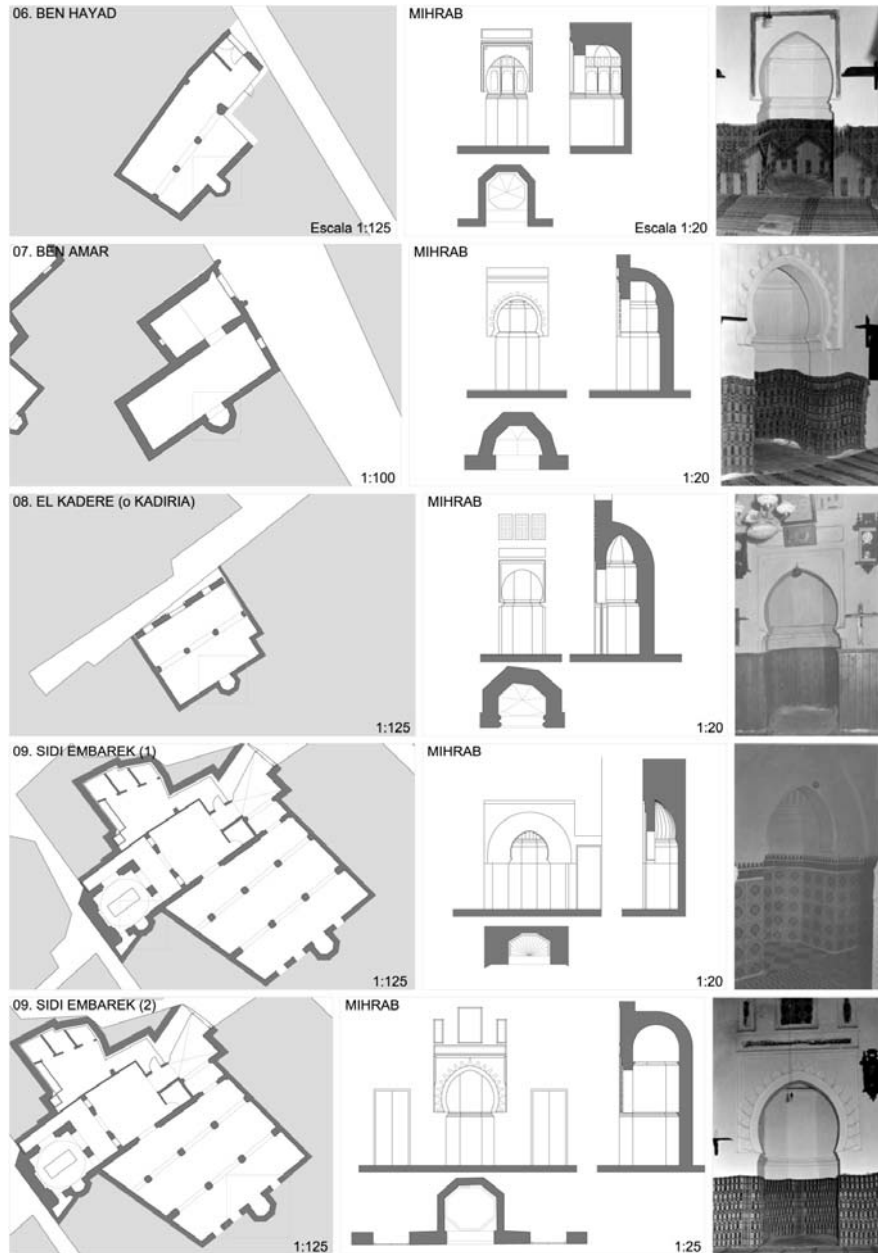 06. BEN HAYAD
MIHRAB
Escala 1:125
Escala 1:20
07. BEN AMAR
MIHRAB
1:100
1:20
08. EL KADERE (o KADIRIA)
MIHRAB
1:125
1:20
09. SIDI EMBAREK (1)
MIHRAB
1:125
1:20
09. SIDI EMBAREK (2)
MIHRAB
1:125
1:25